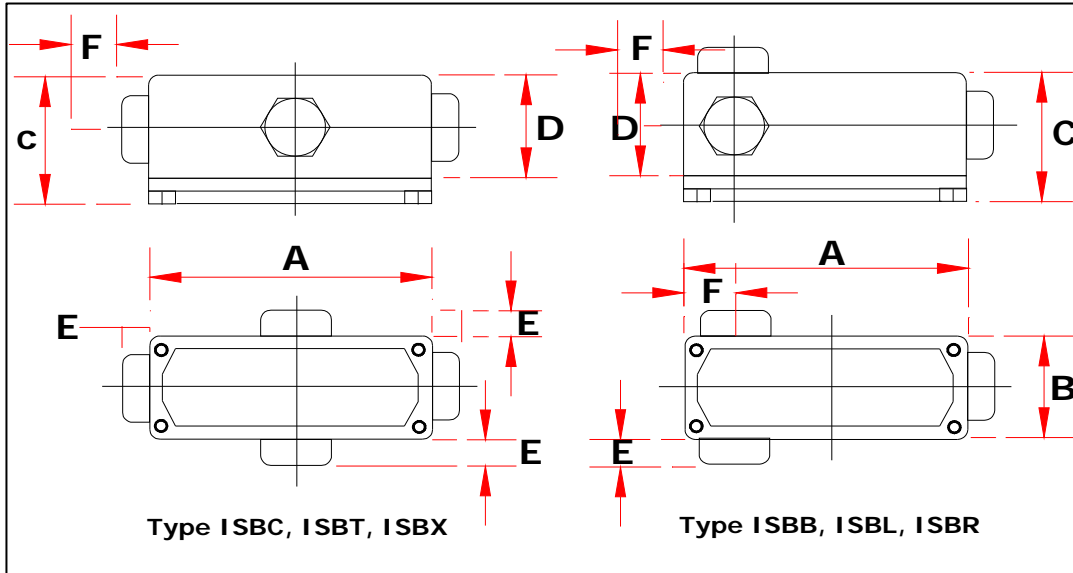 F
F
c
D
D
C
A
A
F
E
E
B
E
E
Type ISBC, ISBT, ISBX
Type ISBB, ISBL, ISBR